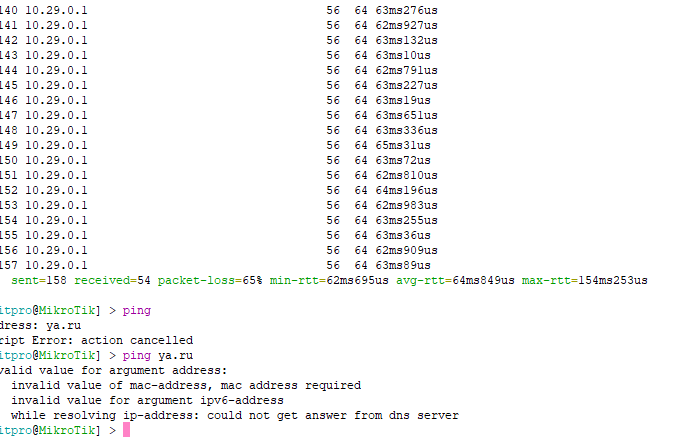 140 10.29.0.1 56 64 63ms276us
141 10.29.0.1 56 64 62ms927us
142 10.29.0.1 56 64 63ms132us
143 10.29.0.1 56 64 63ms10us
144 10.29.0.1 56 64 62ms791us
145 10.29.0.1 56 64 63ms227us
146 10.29.0.1 56 64 63ms19us
147 10.29.0.1 56 64 63ms651us
148 10.29.0.1 56 64 63ms336us
149 10.29.0.1 56 64 65ms31us
150 10.29.0.1 56 64 63ms72us
151 10.29.0.1 56 64 62ms810us
152 10.29.0.1 56 64 64ms196us
153 10.29.0.1 56 64 62ms983us
154 10.29.0.1 56 64 63ms255us
155 10.29.0.1 56 64 63ms36us
156 10.29.0.1 56 64 62ms909us
157 10.29.0.1 56 64 63ms89us
sent=158 received=54 packet-loss=65% min-rtt=62ms695us avg-rtt=64ms849us max-rtt=154ms253us
itpro@MikroTik] > ping
dress: ya.ru
ript Error: action cancelled
itpro@MikroTik] > ping ya.ru
valid value for argument address:
invalid value of mac-address, mac address required
invalid value for argument ipv6-address
while resolving ip-address: could not get answer from dns server
itpro@MikroTik] >